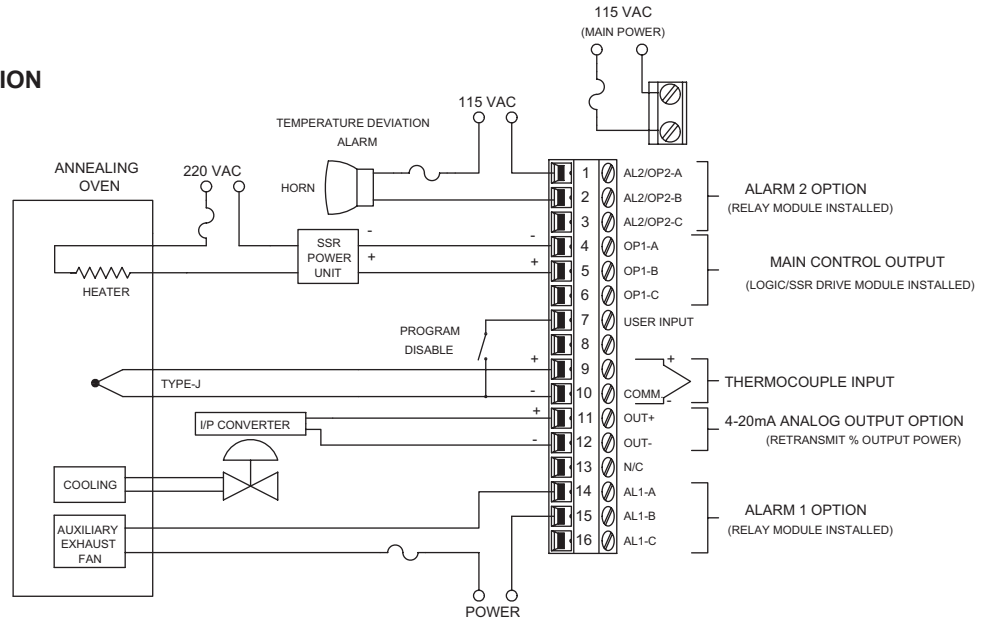 ION
115 VAC
(MAIN POWER)
115 VAC
TEMPERATURE DEVIATION
ALARM
HORN
ANNEALING
OVEN
220 VAC
SSR
POWER
UNIT
-
+
-
+
HEATER
PROGRAM
DISABLE
TYPE-J
+
-
I/P CONVERTER
+
-
COOLING
AUXILIARY
EXHAUST
FAN
POWER
1 AL2/OP2-A
2 AL2/OP2-B
3 AL2/OP2-C
4 OP1-A
5 OP1-B
6 OP1-C
7 USER INPUT
8
9
10 COMM.
11 OUT+
12 OUT-
13 N/C
14 AL1-A
15 AL1-B
16 AL1-C
ALARM 2 OPTION
(RELAY MODULE INSTALLED)
MAIN CONTROL OUTPUT
(LOGIC/SSR DRIVE MODULE INSTALLED)
+
-
THERMOCOUPLE INPUT
4-20mA ANALOG OUTPUT OPTION
(RETRANSMIT % OUTPUT POWER)
ALARM 1 OPTION
(RELAY MODULE INSTALLED)